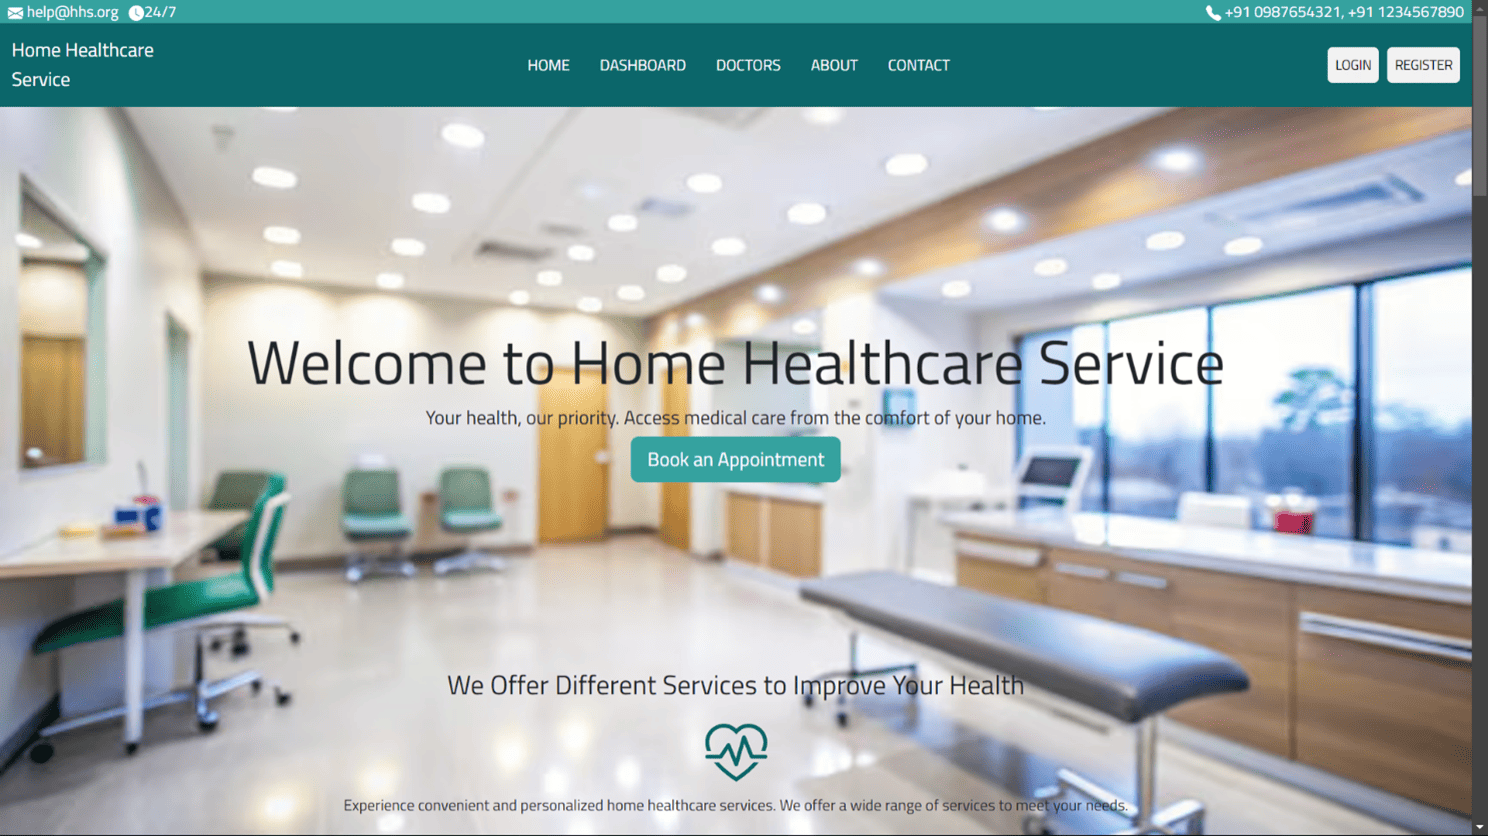 help@hhs.org 24/7
+91 0987654321, +91 1234567890
Home Healthcare
Service
HOME DASHBOARD DOCTORS ABOUT CONTACT
LOGIN REGISTER
Welcome to Home Healthcare Service
Your health, our priority. Access medical care from the comfort of your home.
Book an Appointment
We Offer Different Services to Improve Your Health
Experience convenient and personalized home healthcare services. We offer a wide range of services to meet your needs.